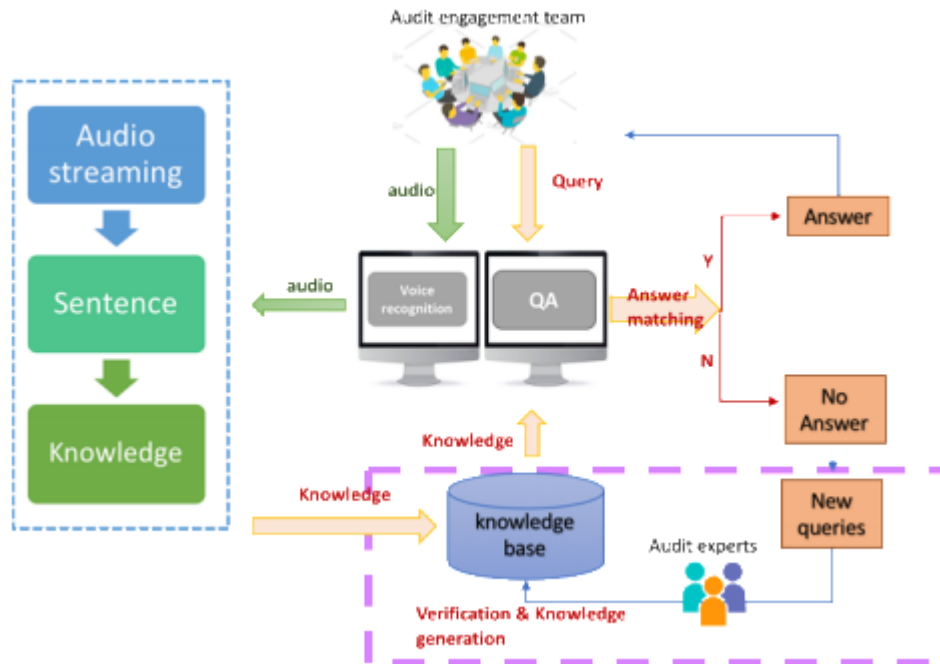 Audit engagement team
Audio
streaming
Sentence
Knowledge
audio
Query
audio
Voice
recognition
QA
Answer
matching
Y
N
Answer
No
Answer
Knowledge
Knowledge
knowledge
base
New
queries
Audit experts
Verification & Knowledge
generation